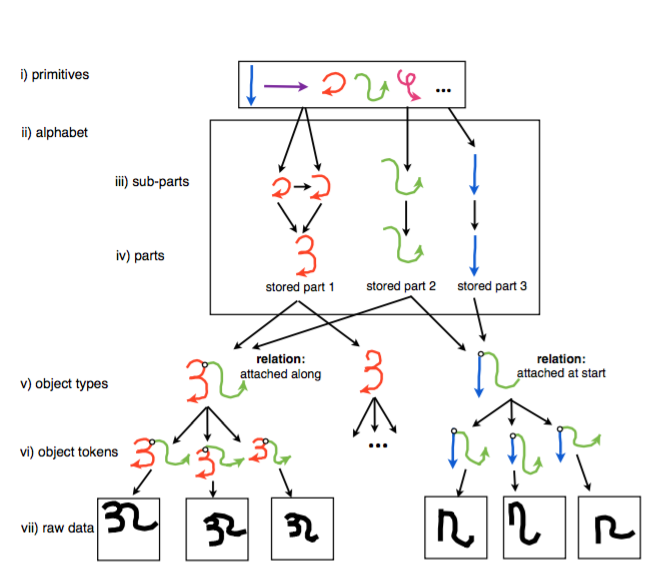 i) primitives
...
ii) alphabet
iii) sub-parts
iv) parts
stored part 1 stored part 2 stored part 3
relation:
attached along
relation:
attached at start
v) object types
...
vi) object tokens
vii) raw data